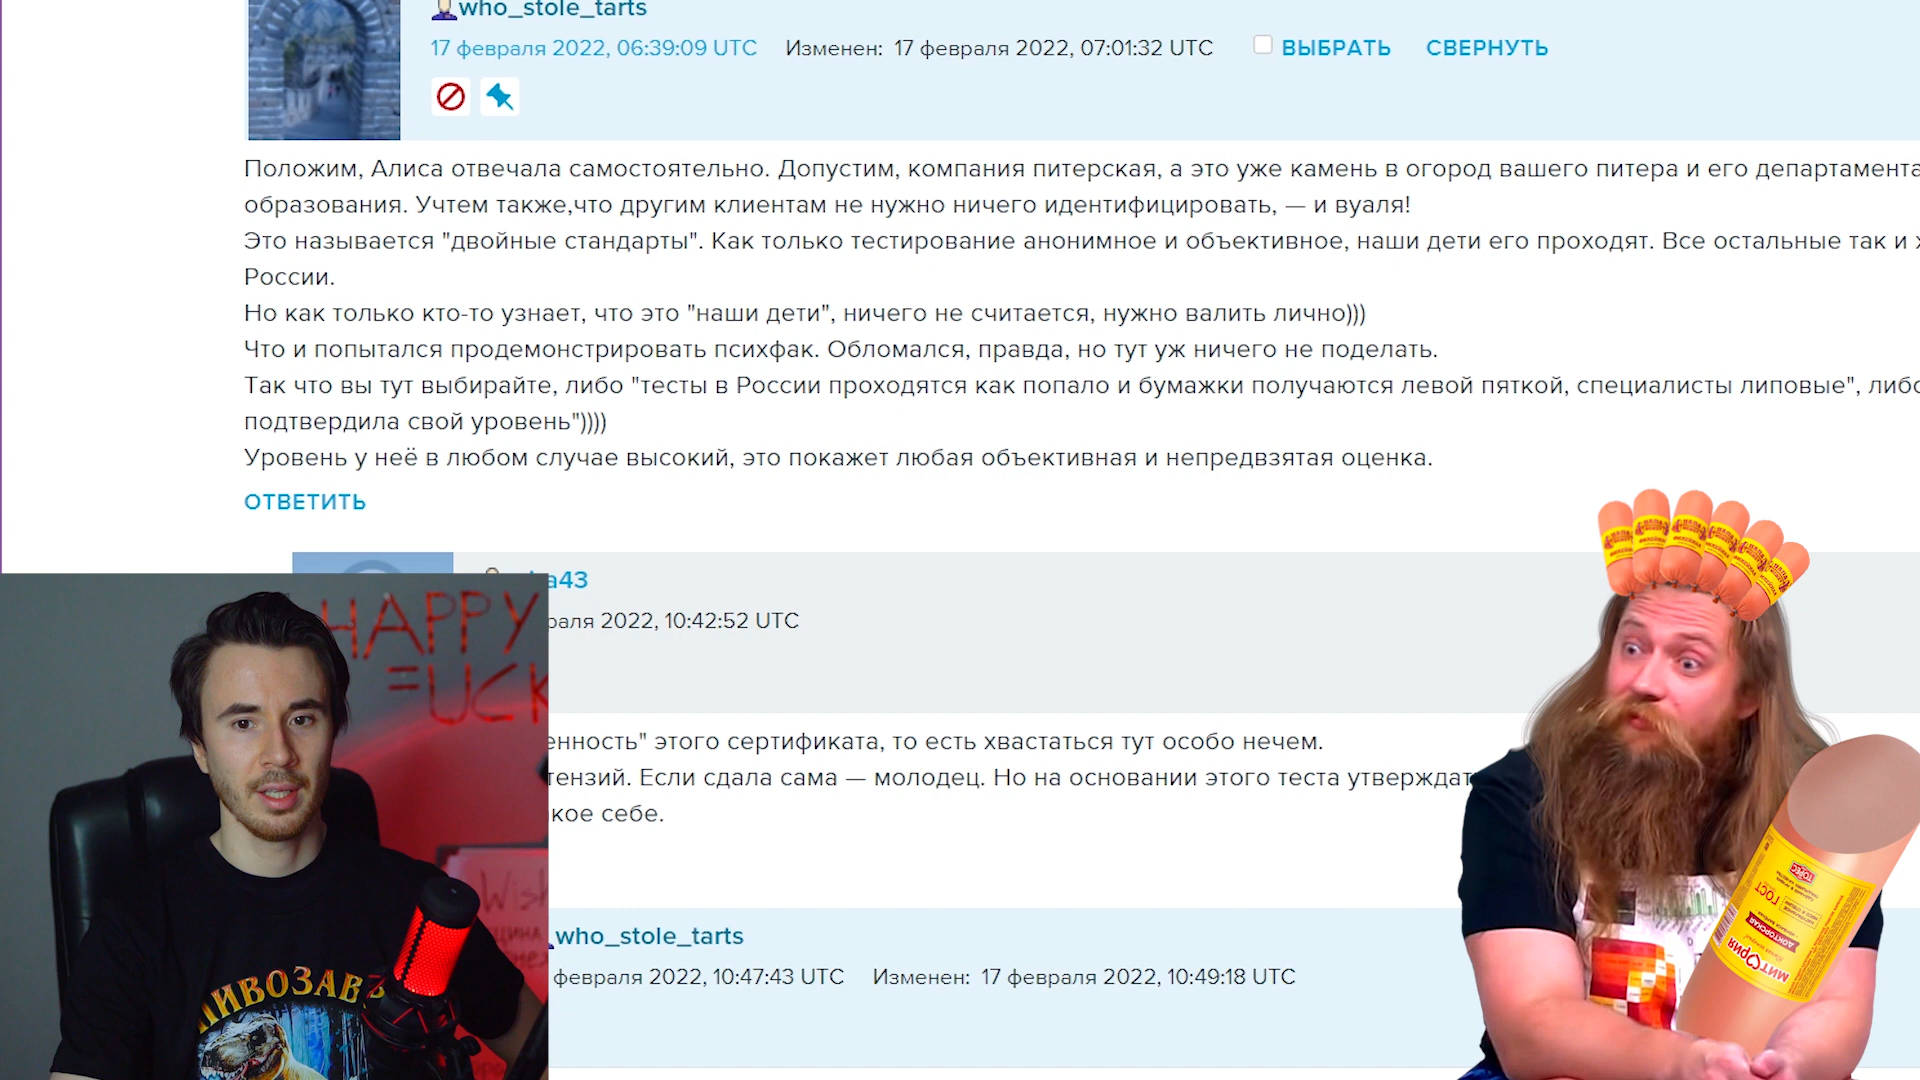 who_stole_tarts
17 февраля 2022, 06:39:09 UTC Изменен: 17 февраля 2022, 07:01:32 UTC ВЫБРАТЬ СВЕРНУТЬ
Положим, Алиса отвечала самостоятельно. Допустим, компания питерская, а это уже камень в огород вашего питера и его департамента
образования. Учтем также,что другим клиентам не нужно ничего идентифицировать, — и вуаля!
Это называется "двойные стандарты". Как только тестирование анонимное и объективное, наши дети его проходят. Все остальные так и
России.
Но как только кто-то узнает, что это "наши дети", ничего не считается, нужно валить лично)))
Что и попытался продемонстрировать психфак. Обломался, правда, но тут уж ничего не поделать.
Так что вы тут выбирайте, либо "тесты в России проходятся как попало и бумажки получаются левой пяткой, специалисты липовые", либо
подтвердила свой уровень"))))
Уровень у неё в любом случае высокий, это покажет любая объективная и непредвзятая оценка.
ОТВЕТИТЬ
a43
раля 2022, 10:42:52 UTC
енность" этого сертификата, то есть хвастаться тут особо нечем.
тензий. Если сдала сама — молодец. Но на основании этого теста утверждат
кое себе.
who_stole_tarts
февраля 2022, 10:47:43 UTC Изменен: 17 февраля 2022, 10:49:18 UTC
HAPPY
UCK
Wish
ПИВОЗАВР
ТОРЕС
ГОСТ
ДОКТОРСКАЯ
МИТОРИЯ